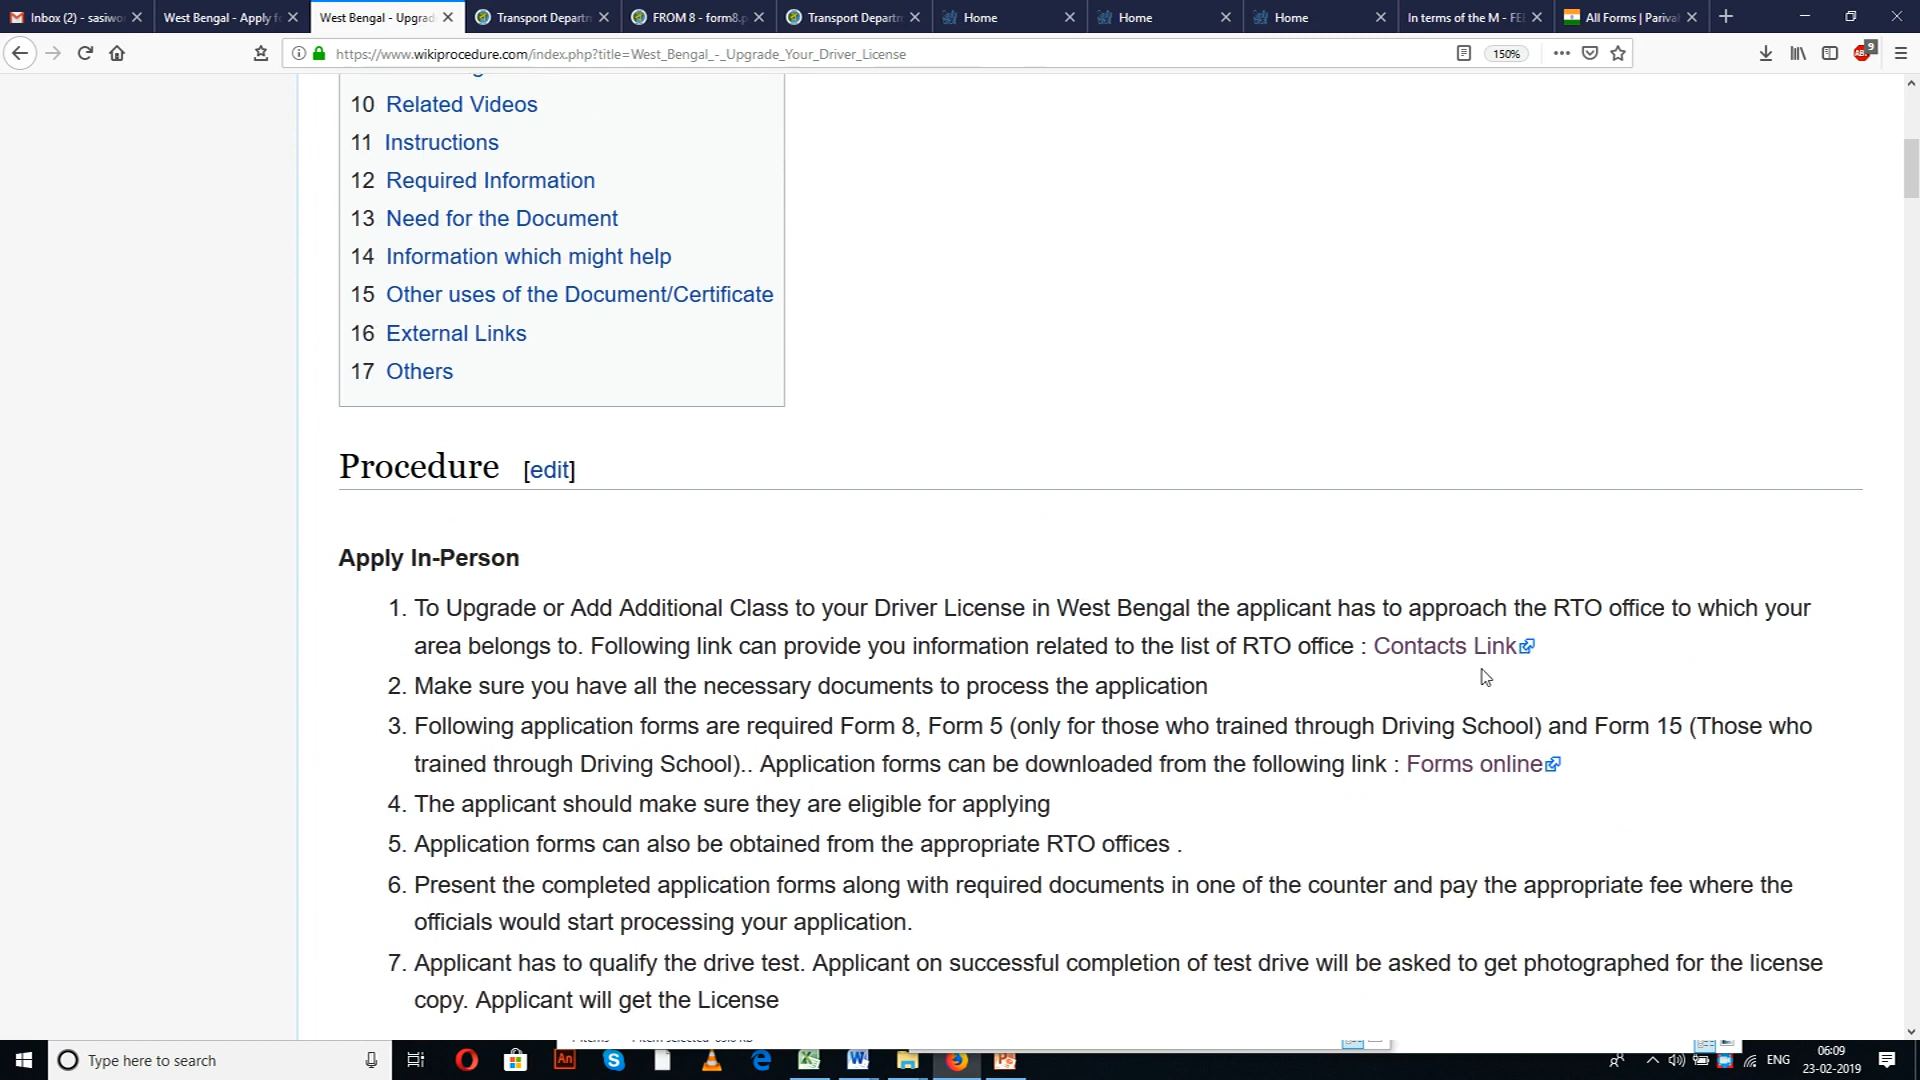 Inbox (2) - sasiwo
West Bengal - Apply f
West Bengal - Upgrad
Transport Departm
FROM 8 - form8.p
Transport Departm
Home
Home
Home
In terms of the M - FE
All Forms | Pariva
https://www.wikiprocedure.com/index.php?title=West_Bengal_-_Upgrade_Your_Driver_License
150%
9
10 Related Videos
11 Instructions
12 Required Information
13 Need for the Document
14 Information which might help
15 Other uses of the Document/Certificate
16 External Links
17 Others
Procedure [edit]
Apply In-Person
1. To Upgrade or Add Additional Class to your Driver License in West Bengal the applicant has to approach the RTO office to which your
area belongs to. Following link can provide you information related to the list of RTO office : Contacts Link
2. Make sure you have all the necessary documents to process the application
3. Following application forms are required Form 8, Form 5 (only for those who trained through Driving School) and Form 15 (Those who
trained through Driving School).. Application forms can be downloaded from the following link : Forms online
4. The applicant should make sure they are eligible for applying
5. Application forms can also be obtained from the appropriate RTO offices .
6. Present the completed application forms along with required documents in one of the counter and pay the appropriate fee where the
officials would start processing your application.
7. Applicant has to qualify the drive test. Applicant on successful completion of test drive will be asked to get photographed for the license
copy. Applicant will get the License
Type here to search
An
ENG
06:09
23-02-2019